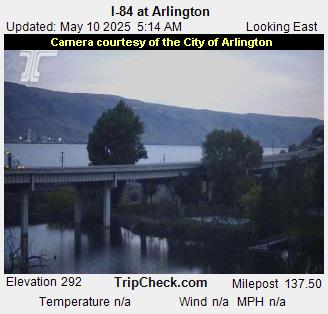 I-84 at Arlington
Updated: May 10 2025 5:14 AM Looking East
Camera courtesy of the City of Arlington
Elevation 292 TripCheck.com Milepost 137.50
Temperature n/a Wind n/a MPH n/a